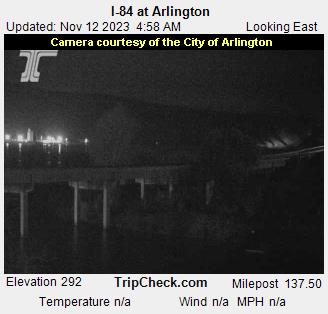 I-84 at Arlington
Updated: Nov 12 2023 4:58 AM Looking East
Camera courtesy of the City of Arlington
Elevation 292 TripCheck.com Milepost 137.50
Temperature n/a Wind n/a MPH n/a